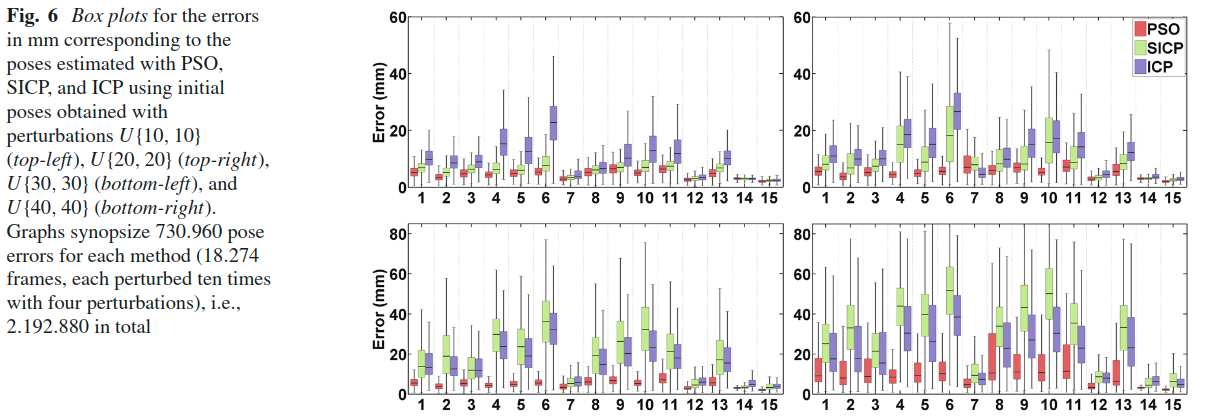 Fig. 6 Box plots for the errors
in mm corresponding to the
poses estimated with PSO,
SICP, and ICP using initial
poses obtained with
perturbations U{10, 10}
(top-left), U{20, 20} (top-right),
U{30, 30} (bottom-left), and
U{40, 40} (bottom-right).
Graphs synopsize 730.960 pose
errors for each method (18.274
frames, each perturbed ten times
with four perturbations), i.e.,
2.192.880 in total
Error (mm)
60
40
20
0
1 2 3 4 5 6 7 8 9 10 11 12 13 14 15
60
40
20
0
1 2 3 4 5 6 7 8 9 10 11 12 13 14 15
PSO
SICP
ICP
Error (mm)
80
60
40
20
0
1 2 3 4 5 6 7 8 9 10 11 12 13 14 15
80
60
40
20
0
1 2 3 4 5 6 7 8 9 10 11 12 13 14 15